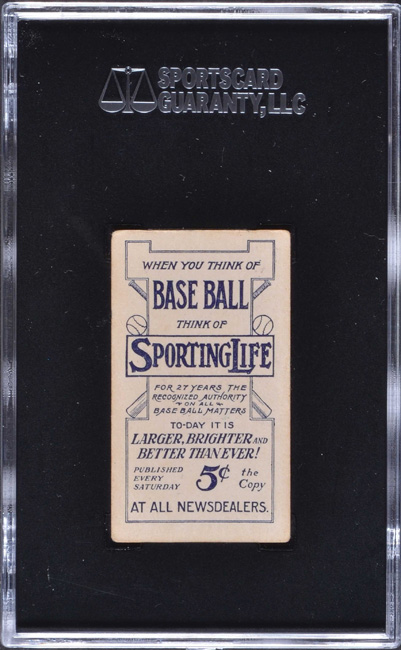 SPORTSCARD
GUARANTY, LLC
WHEN YOU THINK OF
BASE BALL
THINK OF
SPORTING LIFE
FOR 27 YEARS THE
RECOGNIZED AUTHORITY
ON ALL
BASE BALL MATTERS
TO-DAY IT IS
LARGER, BRIGHTER AND
BETTER THAN EVER!
PUBLISHED EVERY SATURDAY 5¢ the Copy
AT ALL NEWSDEALERS.